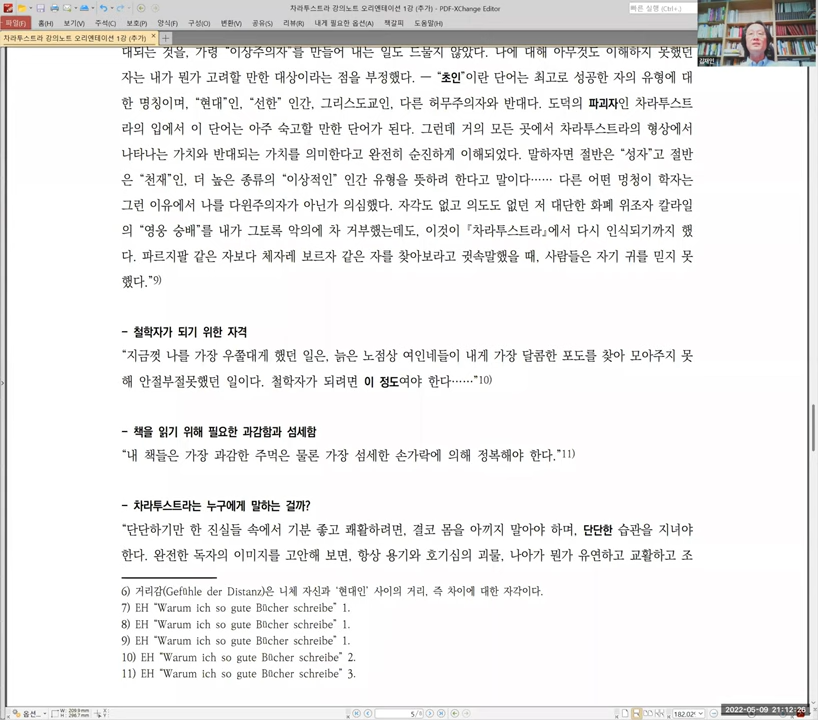 차라투스트라 강의노트 오리엔테이션 1강 (추가) - PDF-XChange Editor
빠른 실행 (Ctrl+.)
파일(F) 홈(H) 보기(V) 주석(C) 보호(P) 양식(F) 구성(O) 변환(V) 공유(S) 리뷰(R) 내게 필요한 옵션(A) 책갈피 도움말(H)
차라투스트라 강의노트 오리엔테이션 1강 (추가) × +
김재인
대되는 것을, 가령 “이상주의자”를 만들어 내는 일도 드물지 않았다. 나에 대해 아무것도 이해하지 못했던
자는 내가 뭔가 고려할 만한 대상이라는 점을 부정했다. — “초인”이란 단어는 최고로 성공한 자의 유형에 대
한 명칭이며, “현대”인, “선한” 인간, 그리스도교인, 다른 허무주의자와 반대다. 도덕의 파괴자인 차라투스트
라의 입에서 이 단어는 아주 숙고할 만한 단어가 된다. 그런데 거의 모든 곳에서 차라투스트라의 형상에서
나타나는 가치와 반대되는 가치를 의미한다고 완전히 순진하게 이해되었다. 말하자면 절반은 “성자”고 절반
은 “천재”인, 더 높은 종류의 “이상적인” 인간 유형을 뜻하려 한다고 말이다…… 다른 어떤 멍청이 학자는
그런 이유에서 나를 다윈주의자가 아닌가 의심했다. 자각도 없고 의도도 없던 저 대단한 화폐 위조자 칼라일
의 “영웅 숭배”를 내가 그토록 악의에 차 거부했는데도, 이것이 『차라투스트라』에서 다시 인식되기까지 했
다. 파르지팔 같은 자보다 체자레 보르자 같은 자를 찾아보라고 귓속말했을 때, 사람들은 자기 귀를 믿지 못
했다.”9)
– 철학자가 되기 위한 자격
“지금껏 나를 가장 우쭐대게 했던 일은, 늙은 노점상 여인네들이 내게 가장 달콤한 포도를 찾아 모아주지 못
해 안절부절못했던 일이다. 철학자가 되려면 이 정도여야 한다……”10)
– 책을 읽기 위해 필요한 과감함과 섬세함
“내 책들은 가장 과감한 주먹은 물론 가장 섬세한 손가락에 의해 정복해야 한다.”11)
– 차라투스트라는 누구에게 말하는 걸까?
“단단하기만 한 진실들 속에서 기분 좋고 쾌활하려면, 결코 몸을 아끼지 말아야 하며, 단단한 습관을 지녀야
한다. 완전한 독자의 이미지를 고안해 보면, 항상 용기와 호기심의 괴물, 나아가 뭔가 유연하고 교활하고 조
6) 거리감(Gefühle der Distanz)은 니체 자신과 ‘현대인’ 사이의 거리, 즉 차이에 대한 자각이다.
7) EH “Warum ich so gute Bücher schreibe” 1.
8) EH “Warum ich so gute Bücher schreibe” 1.
9) EH “Warum ich so gute Bücher schreibe” 1.
10) EH “Warum ich so gute Bücher schreibe” 2.
11) EH “Warum ich so gute Bücher schreibe” 3.
옵션... W: 209.9mm H: 296.7mm X: Y: 5/8 182.02%
2022-05-09 21:12:26